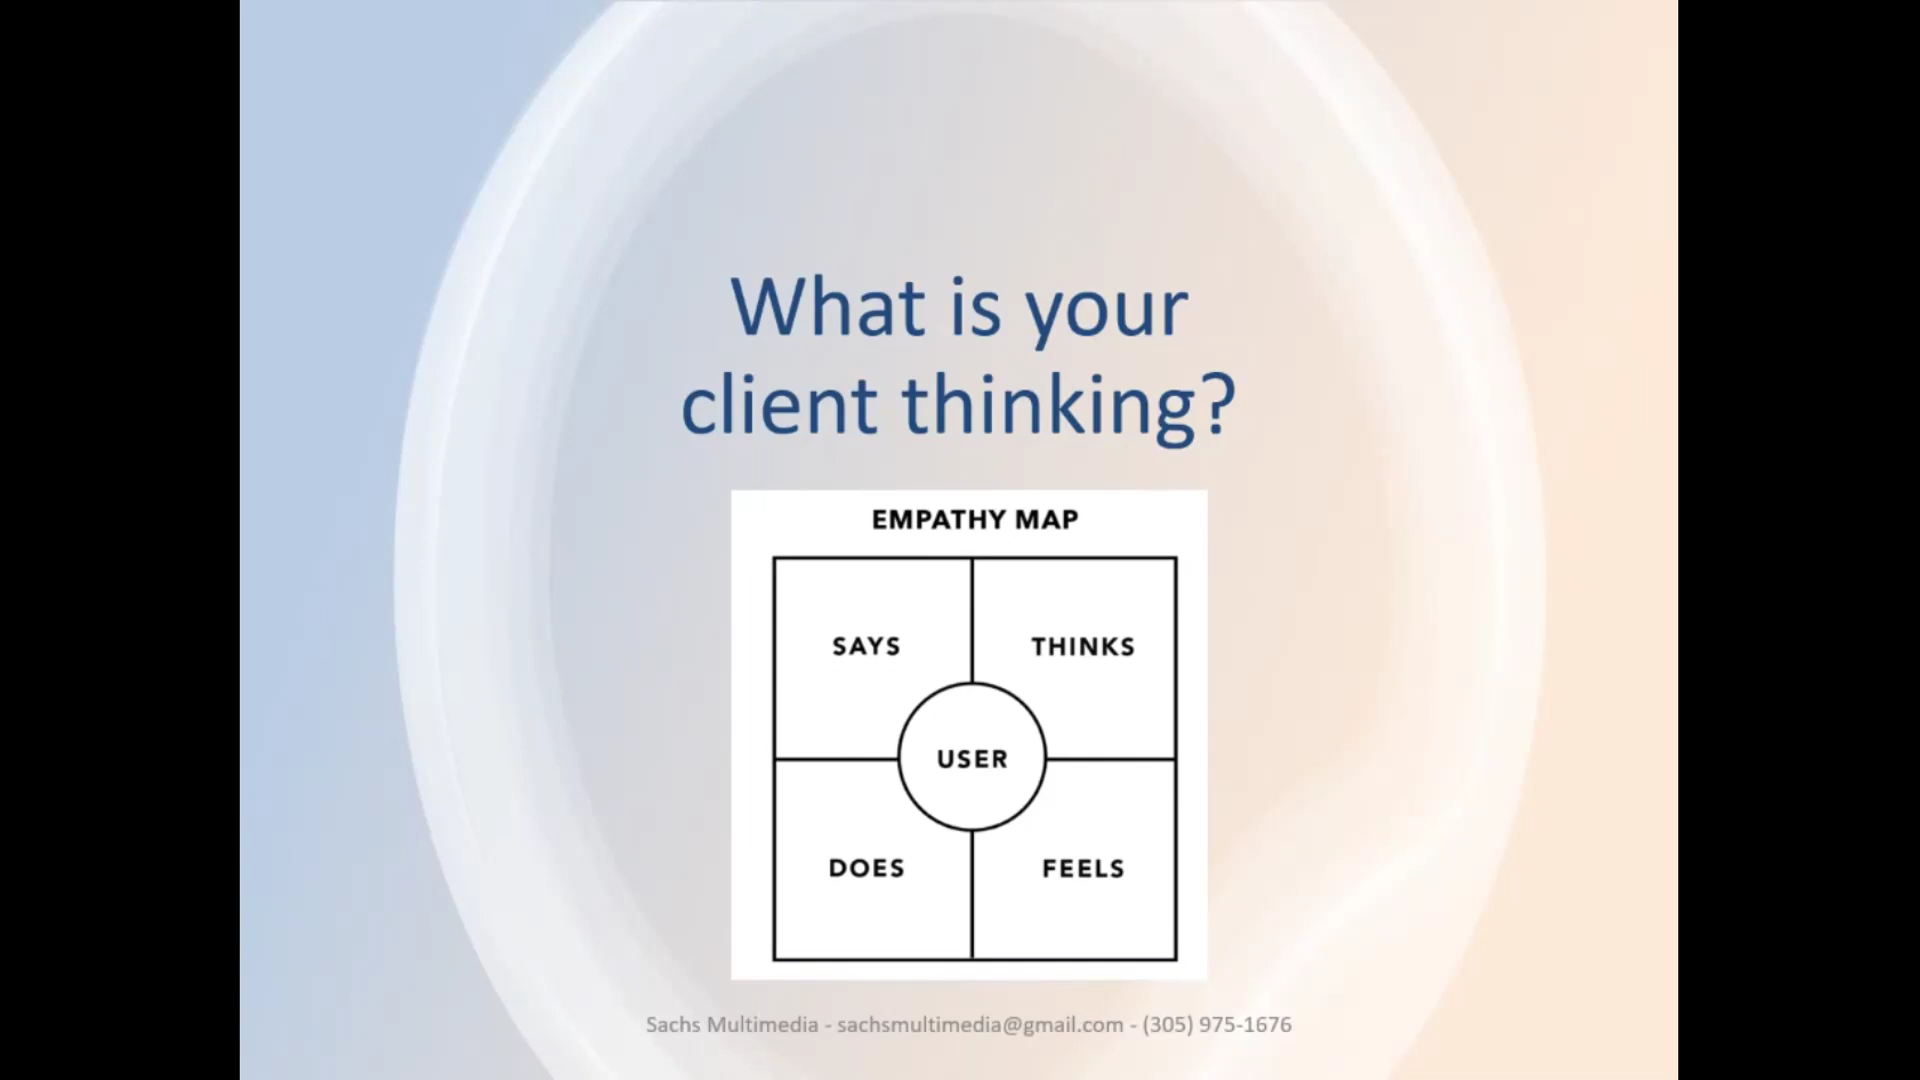 What is your
client thinking?
EMPATHY MAP
SAYS
THINKS
USER
DOES
FEELS
Sachs Multimedia - sachsmultimedia@gmail.com - (305) 975-1676